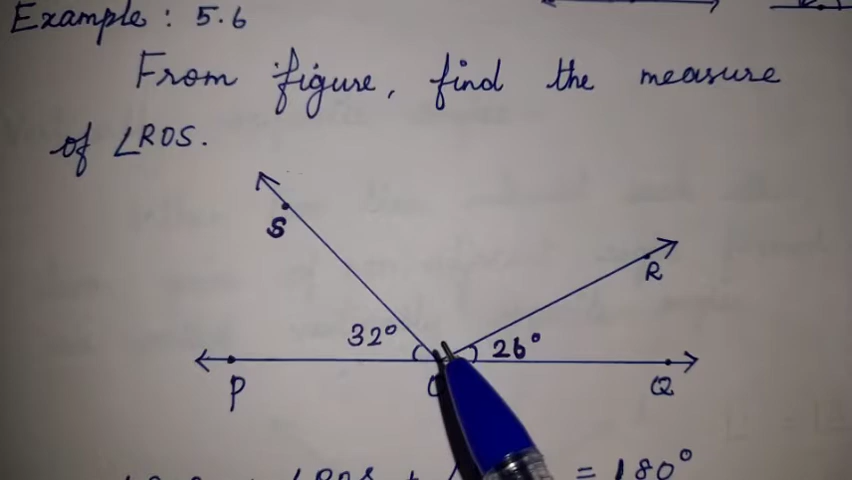 Example: 5.6
From figure, find the measure
of ∠ROS.
S
R
32°
26°
P
Q
= 180°